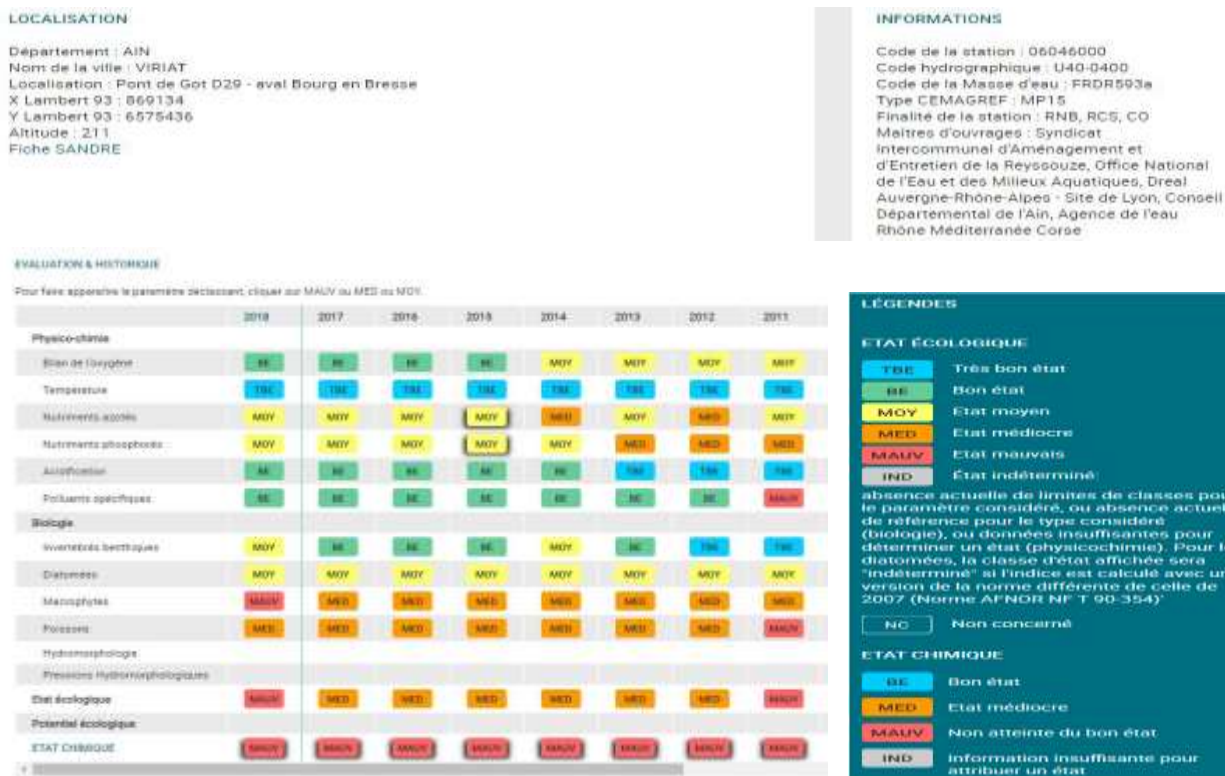 LOCALISATION
Département : AIN
Nom de la ville : VIRIAT
Localisation : Pont de Got D29 - aval Bourg en Bresse
X Lambert 93 : 869134
Y Lambert 93 : 6575436
Altitude : 211
Fiche SANDRE
INFORMATIONS
Code de la station : 06046000
Code hydrographique : U40-0400
Code de la Masse d'eau : FRDR593a
Type CEMAGREF : MP15
Finalité de la station : RNB, RCS, CO
Maitres d'ouvrages : Syndicat
Intercommunal d'Aménagement et
d'Entretien de la Reyssouze, Office National
de l'Eau et des Milieux Aquatiques, Dreal
Auvergne-Rhône-Alpes - Site de Lyon, Conseil
Départemental de l'Ain, Agence de l'eau
Rhône Méditerranée Corse
EVALUATION & HISTORIQUE
Pour faire apparaitre le paramètre déclassant, cliquer sur MAUV ou MED ou MOY.
2018 2017 2016 2015 2014 2013 2012 2011
Physico-chimie
Bilan de l'oxygène BE BE BE BE MOY MOY MOY MOY
Température TBE TBE TBE TBE TBE TBE TBE TBE
Nutriments azotés MOY MOY MOY MOY MED MOY MED MOY
Nutriments phosphorés MOY MOY MOY MOY MOY MED MED MED
Acidification BE BE BE BE BE TBE TBE TBE
Polluants spécifiques BE BE BE BE BE BE BE MAUV
Biologie
Invertébrés benthiques MOY BE BE BE MOY BE TBE TBE
Diatomées MOY MOY MOY MOY MOY MOY MOY MOY
Macrophytes MAUV MED MED MED MED MED MED MED
Poissons MED MED MED MED MED MED MED MAUV
Hydromorphologie
Pressions Hydromorphologiques
Etat écologique MAUV MED MED MED MED MED MED MAUV
Potentiel écologique
ETAT CHIMIQUE MAUV MAUV MAUV MAUV MAUV MAUV MAUV MAUV
LÉGENDES
ETAT ÉCOLOGIQUE
TBE Très bon état
BE Bon état
MOY Etat moyen
MED Etat médiocre
MAUV Etat mauvais
IND État indéterminé:
absence actuelle de limites de classes pou
le paramètre considéré, ou absence actuel
de référence pour le type considéré
(biologie), ou données insuffisantes pour
déterminer un état (physicochimie). Pour l
diatomées, la classe d'état affichée sera
"indéterminé" si l'indice est calculé avec un
version de la norme différente de celle de
2007 (Norme AFNOR NF T 90-354)'
NC Non concerné
ETAT CHIMIQUE
BE Bon état
MED Etat médiocre
MAUV Non atteinte du bon état
IND Information insuffisante pour
attribuer un état